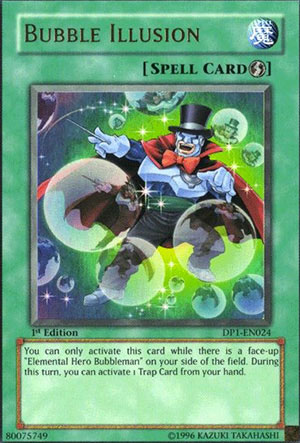 BUBBLE ILLUSION
魔
[SPELL CARD]
1st Edition
DP1-EN024
You can only activate this card while there is a face-up
"Elemental Hero Bubbleman" on your side of the field. During
this turn, you can activate 1 Trap Card from your hand.
80075749
©1996 KAZUKI TAKAHASHI